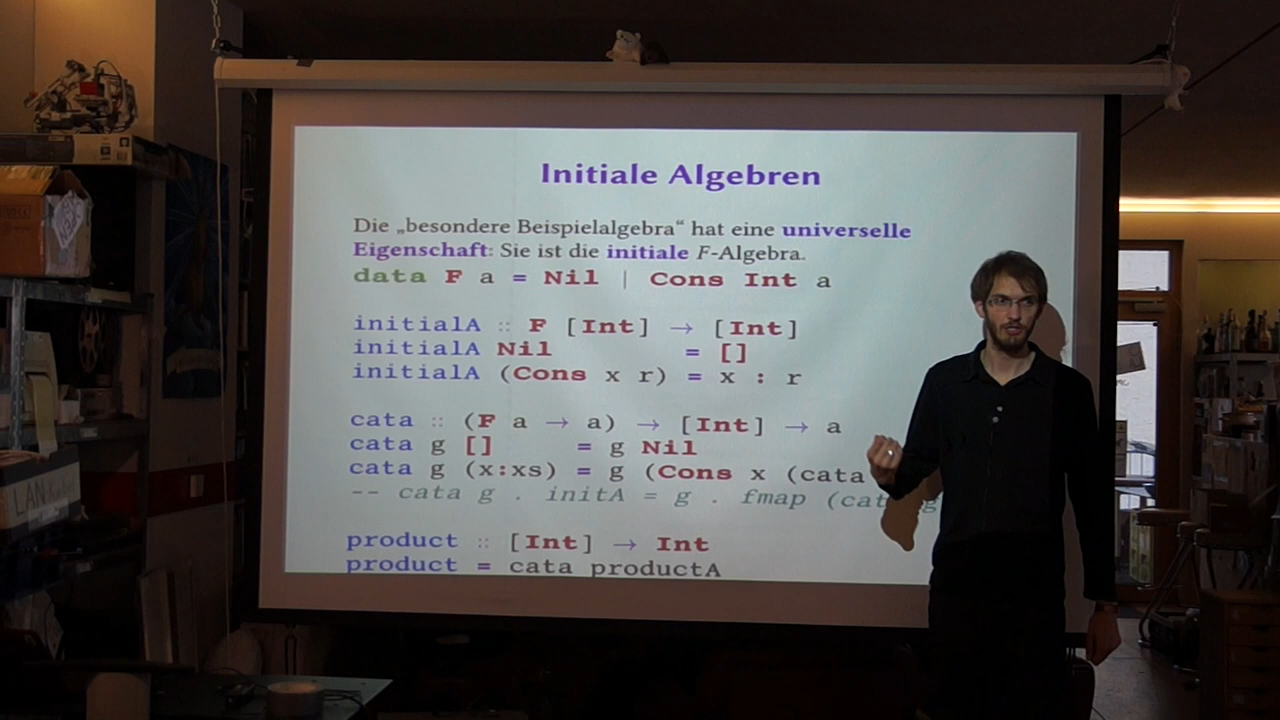 Initiale Algebren
Die „besondere Beispielalgebra“ hat eine universelle
Eigenschaft: Sie ist die initiale F-Algebra.
data F a = Nil | Cons Int a
initialA :: F [Int] → [Int]
initialA Nil = []
initialA (Cons x r) = x : r
cata :: (F a → a) → [Int] → a
cata g [] = g Nil
cata g (x:xs) = g (Cons x (cata
-- cata g . initA = g . fmap (cata g
product :: [Int] → Int
product = cata productA
LAN